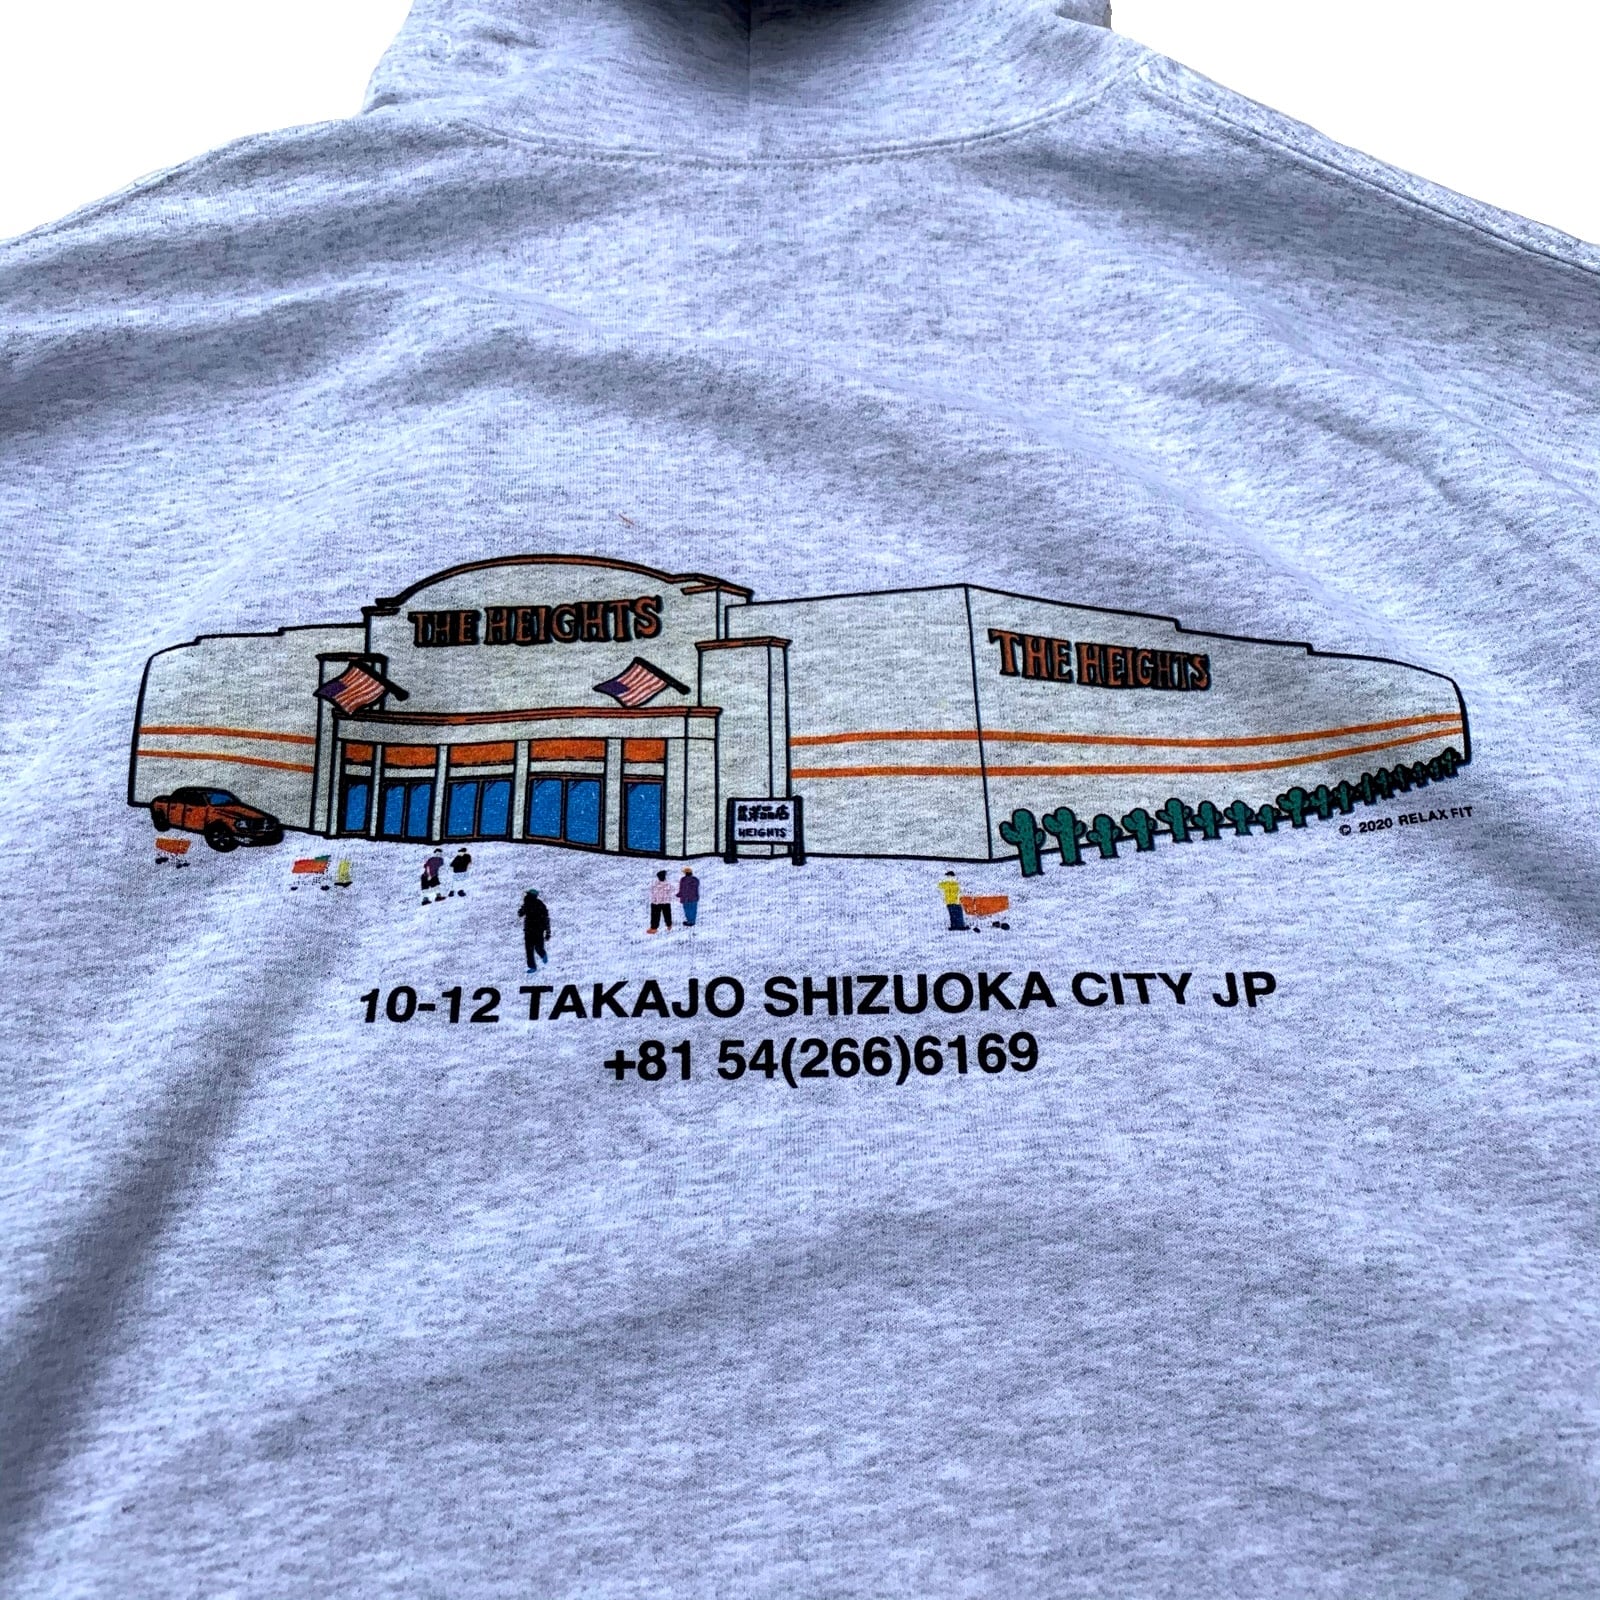 THE HEIGHTS
THE HEIGHTS
HEIGHTS
© 2020 RELAX FIT
10-12 TAKAJO SHIZUOKA CITY JP
+81 54(266)6169